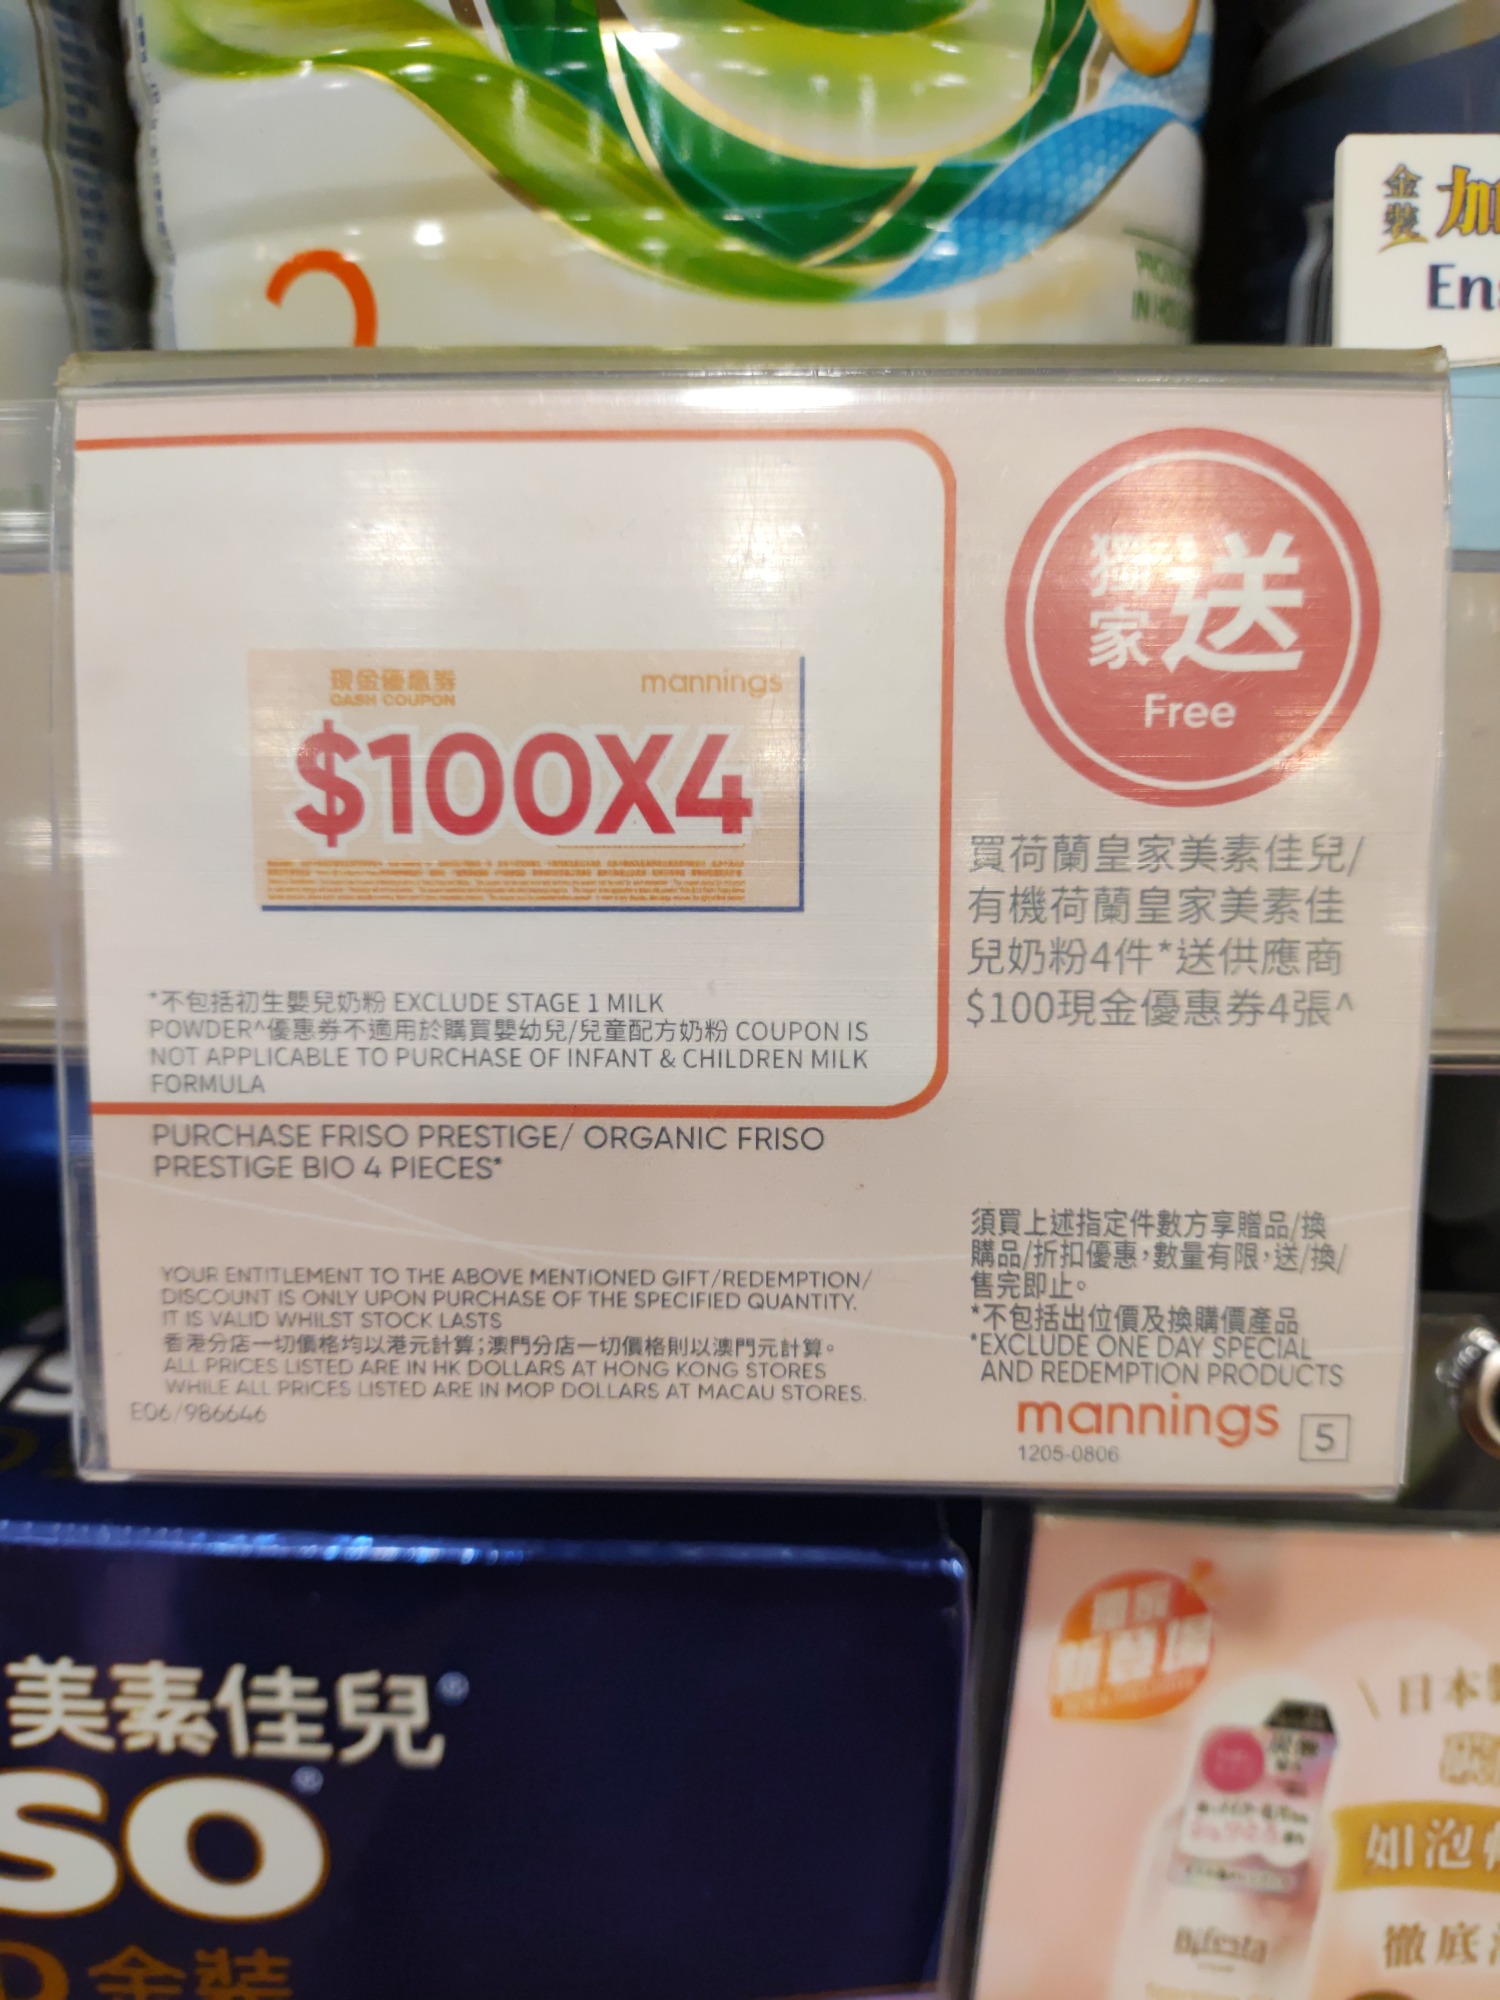 2
金裝
En
獨家
送
Free
現金優惠券
CASH COUPON
mannings
$100X4
買荷蘭皇家美素佳兒/
有機荷蘭皇家美素佳
兒奶粉4件*送供應商
$100現金優惠券4張^
*不包括初生嬰兒奶粉 EXCLUDE STAGE 1 MILK
POWDER^優惠券不適用於購買嬰幼兒/兒童配方奶粉 COUPON IS
NOT APPLICABLE TO PURCHASE OF INFANT & CHILDREN MILK
FORMULA
PURCHASE FRISO PRESTIGE/ ORGANIC FRISO
PRESTIGE BIO 4 PIECES*
YOUR ENTITLEMENT TO THE ABOVE MENTIONED GIFT/REDEMPTION/
DISCOUNT IS ONLY UPON PURCHASE OF THE SPECIFIED QUANTITY.
IT IS VALID WHILST STOCK LASTS
香港分店一切價格均以港元計算;澳門分店一切價格則以澳門元計算。
ALL PRICES LISTED ARE IN HK DOLLARS AT HONG KONG STORES
WHILE ALL PRICES LISTED ARE IN MOP DOLLARS AT MACAU STORES.
E06/986646
須買上述指定件數方享贈品/換
購品/折扣優惠,數量有限,送/換/
售完即止。
*不包括出位價及換購價產品
*EXCLUDE ONE DAY SPECIAL
AND REDEMPTION PRODUCTS
mannings 5
1205-0806
美素佳兒®
SO®
金裝
日本
如泡
Bifesta
徹底